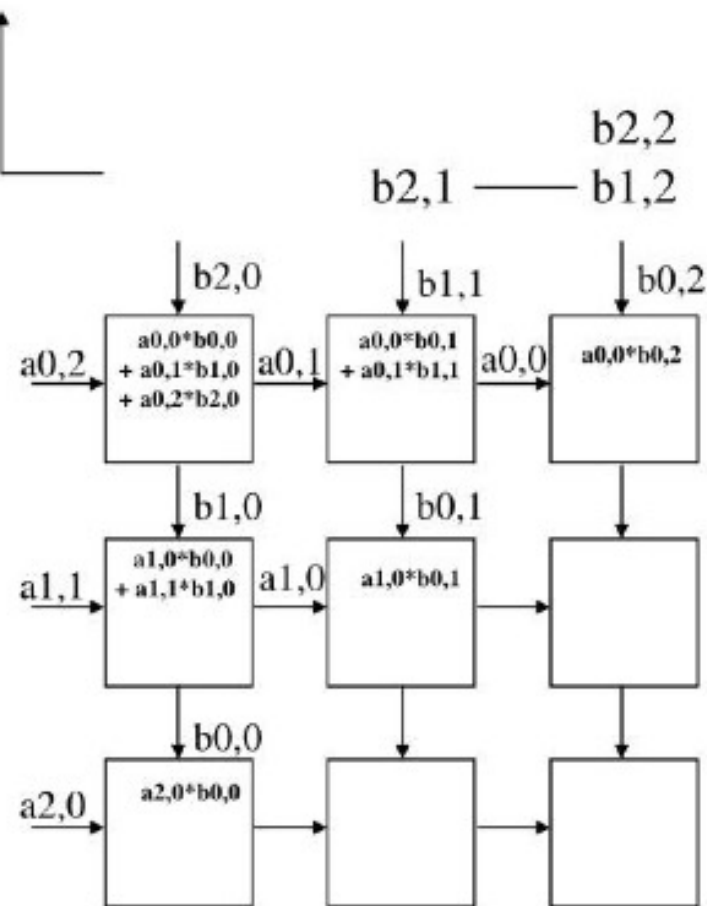 b2,2
b2,1 b1,2
b2,0 b1,1 b0,2
a0,2 a0,1 a0,0
a0,0*b0,0
+ a0,1*b1,0
+ a0,2*b2,0
a0,0*b0,1
+ a0,1*b1,1
a0,0*b0,2
b1,0 b0,1
a1,1 a1,0
a1,0*b0,0
+ a1,1*b1,0
a1,0*b0,1
b0,0
a2,0
a2,0*b0,0